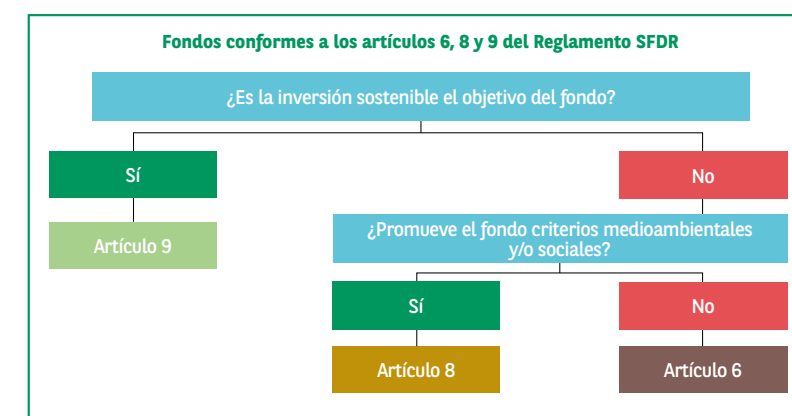 Fondos conformes a los artículos 6, 8 y 9 del Reglamento SFDR
¿Es la inversión sostenible el objetivo del fondo?
Sí
No
Artículo 9
¿Promueve el fondo criterios medioambientales
y/o sociales?
Sí
No
Artículo 8
Artículo 6